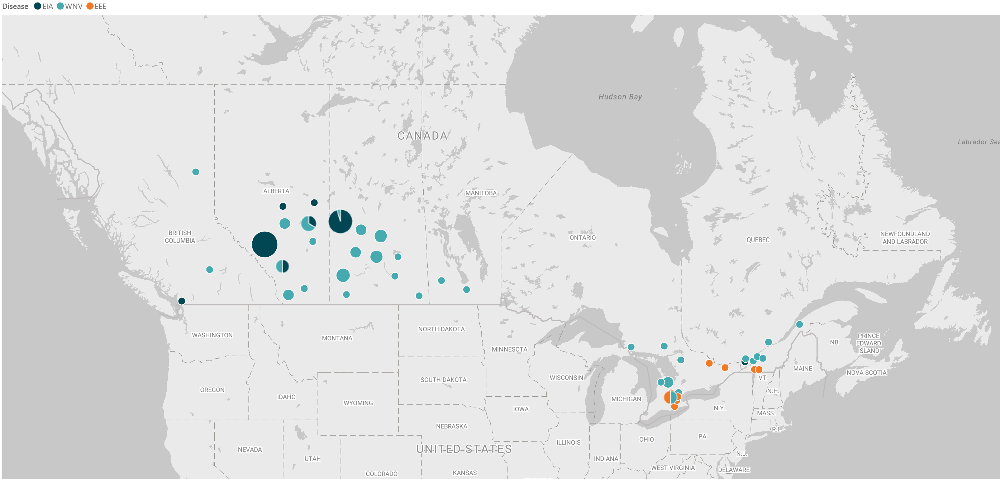 Disease EIA WNV EEE
Hudson Bay
CANADA
Labrador Sea
ALBERTA
MANITOBA
BRITISH
COLUMBIA
ONTARIO
QUEBEC
NEWFOUNDLAND
AND LABRADOR
WASHINGTON
MONTANA
NORTH DAKOTA
MINNESOTA
NB
PRINCE
EDWARD
ISLAND
MAINE
NOVA SCOTIA
OREGON
IDAHO
SOUTH DAKOTA
WISCONSIN
VT.
N.H.
WYOMING
MICHIGAN
IOWA
N.Y.
MASS.
NEBRASKA
R.I.
NEVADA
UTAH
UNITED STATES
ILLINOIS
OHIO
PA
N.J.
INDIANA
COLORADO
KANSAS
WEST VIRGINIA
DELAWARE